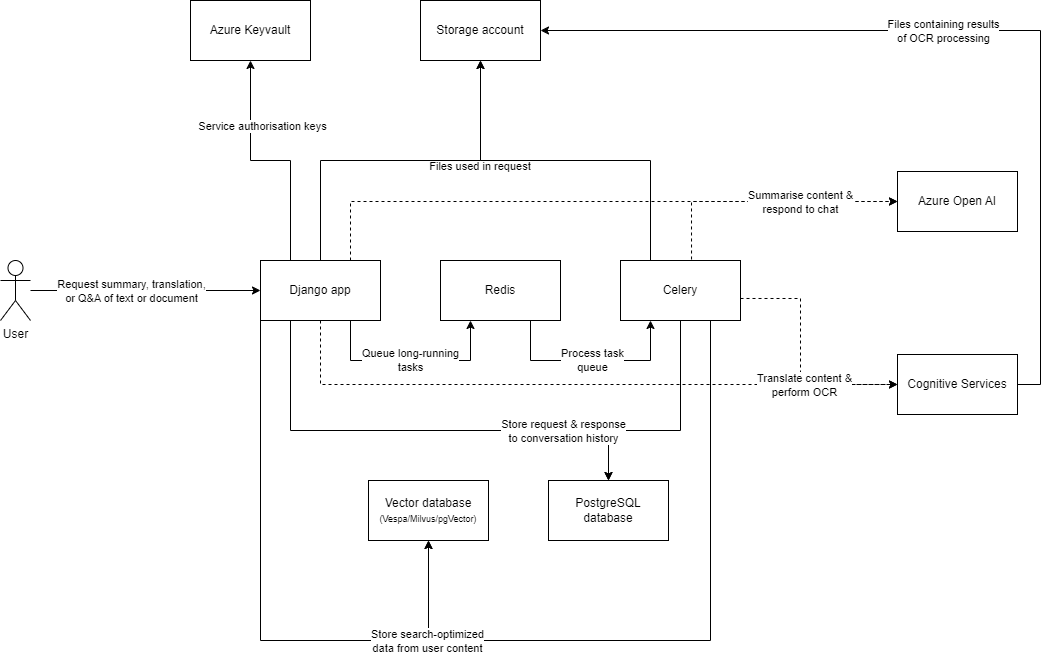 Azure Keyvault
Storage account
Files containing results
of OCR processing
Service authorisation keys
Files used in request
Summarise content &
respond to chat
Azure Open AI
Request summary, translation,
or Q&A of text or document
User
Django app
Redis
Celery
Queue long-running
tasks
Process task
queue
Translate content &
perform OCR
Cognitive Services
Store request & response
to conversation history
Vector database
(Vespa/Milvus/pgVector)
PostgreSQL
database
Store search-optimized
data from user content